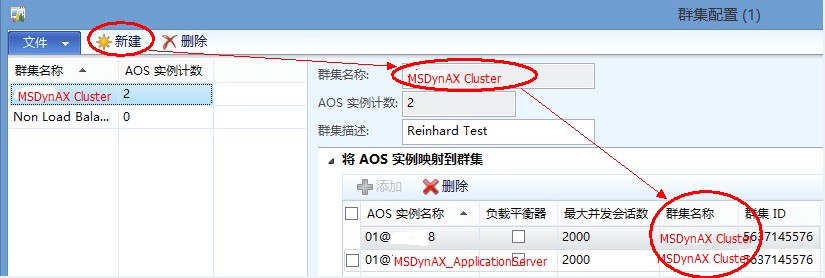 群集配置 (1)
文件 新建 删除
群集名称 AOS 实例计数
MSDynAX Cluster 2
Non Load Bala... 0
群集名称: MSDynAX Cluster
AOS 实例计数: 2
群集描述: Reinhard Test
将 AOS 实例映射到群集
添加 删除
AOS 实例名称 负载平衡器 最大并发会话数 群集名称 群集 ID
01@ 8 2000 MSDynAX Cluster 5637145576
01@ MSDynAX_ApplicationServer 2000 MSDynAX Cluster 5637145576